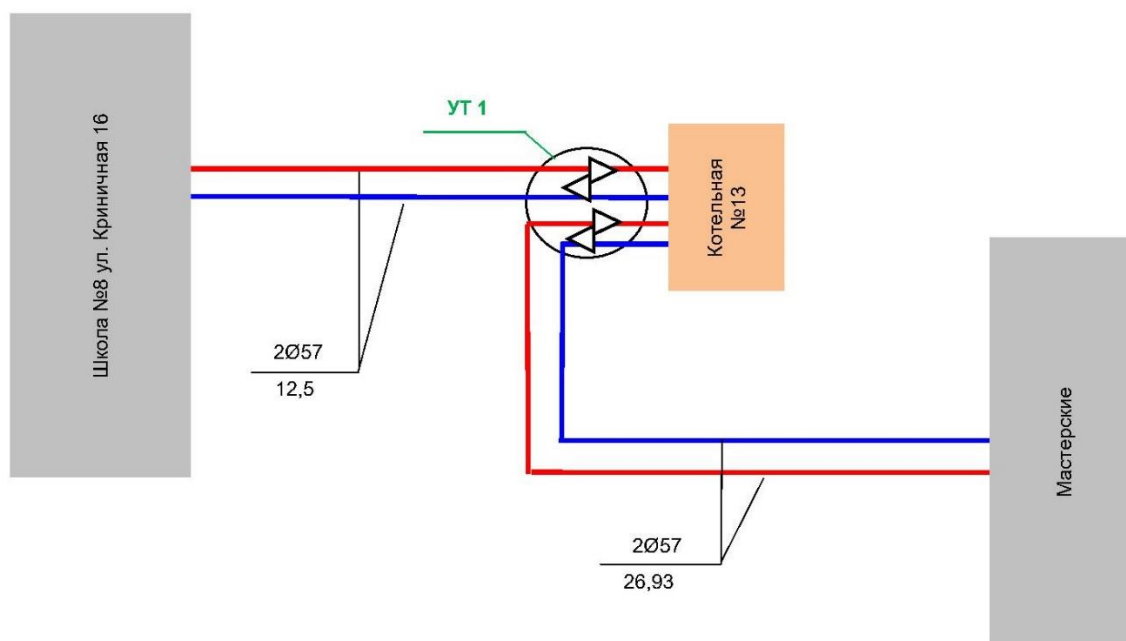 Школа №8 ул. Криничная 16
УТ 1
Котельная
№13
2Ø57
12,5
Мастерские
2Ø57
26,93